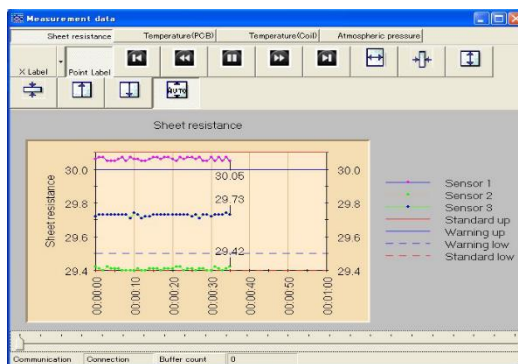 Measurement data
Sheet resistance Temperature(PCB) Temperature(Coil) Atmospheric pressure
X Label Point Label
AUTO
Sheet resistance
Sheet resistance
30.0 30.05 30.0
29.8 29.73 29.8
29.6 29.6
29.42
29.4 29.4
00:00:00 00:00:10 00:00:20 00:00:30 00:00:40 00:00:50 00:01:00
Sensor 1
Sensor 2
Sensor 3
Standard up
Warning up
Warning low
Standard low
Communication Connection Buffer count 0